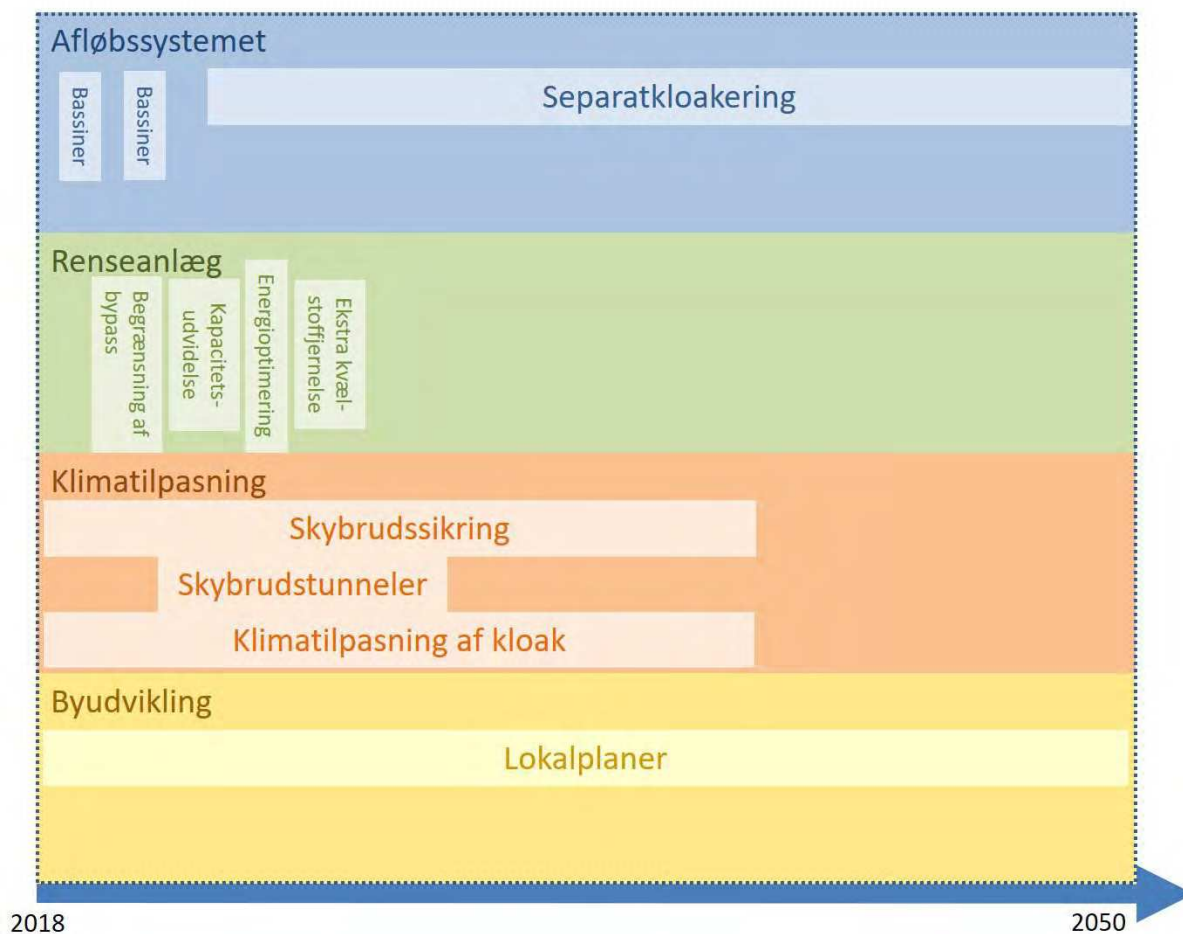 Afløbssystemet
Bassiner
Bassiner
Separatkloakering
Renseanlæg
Begrænsning af
bypass
Kapacitets-
udvidelse
Energioptimering
Ekstra kvæl-
stoffjernelse
Klimatilpasning
Skybrudssikring
Skybrudstunneler
Klimatilpasning af kloak
Byudvikling
Lokalplaner
2018
2050